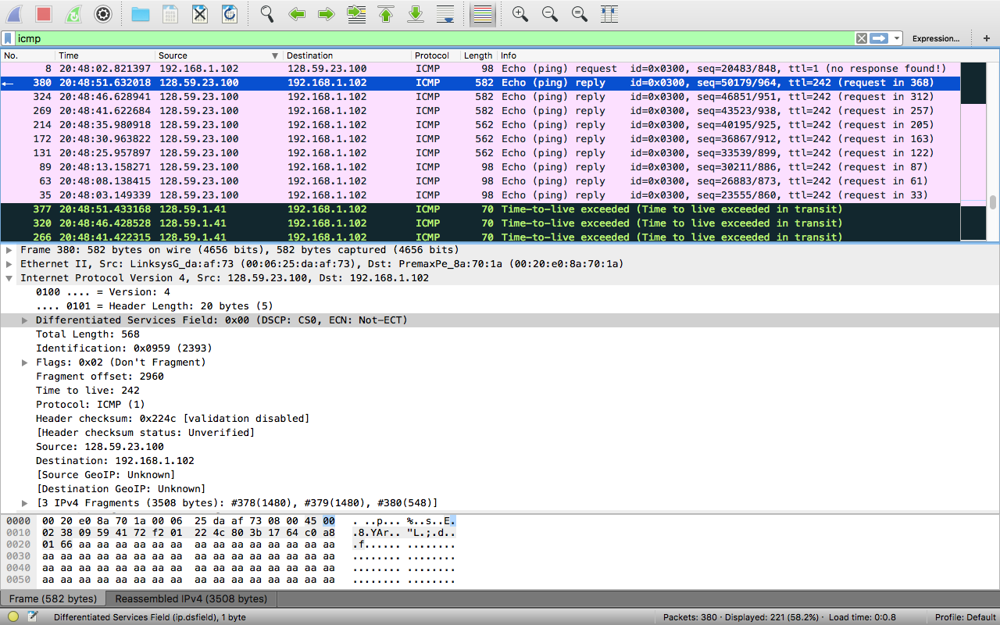 icmp Expression... +
No. Time Source Destination Protocol Length Info
8 20:48:02.821397 192.168.1.102 128.59.23.100 ICMP 98 Echo (ping) request id=0x0300, seq=20483/848, ttl=1 (no response found!)
380 20:48:51.632018 128.59.23.100 192.168.1.102 ICMP 582 Echo (ping) reply id=0x0300, seq=50179/964, ttl=242 (request in 368)
324 20:48:46.628941 128.59.23.100 192.168.1.102 ICMP 582 Echo (ping) reply id=0x0300, seq=46851/951, ttl=242 (request in 312)
269 20:48:41.622684 128.59.23.100 192.168.1.102 ICMP 582 Echo (ping) reply id=0x0300, seq=43523/938, ttl=242 (request in 257)
214 20:48:35.980918 128.59.23.100 192.168.1.102 ICMP 562 Echo (ping) reply id=0x0300, seq=40195/925, ttl=242 (request in 205)
172 20:48:30.963822 128.59.23.100 192.168.1.102 ICMP 562 Echo (ping) reply id=0x0300, seq=36867/912, ttl=242 (request in 163)
131 20:48:25.957897 128.59.23.100 192.168.1.102 ICMP 562 Echo (ping) reply id=0x0300, seq=33539/899, ttl=242 (request in 122)
89 20:48:13.158271 128.59.23.100 192.168.1.102 ICMP 98 Echo (ping) reply id=0x0300, seq=30211/886, ttl=242 (request in 87)
63 20:48:08.138415 128.59.23.100 192.168.1.102 ICMP 98 Echo (ping) reply id=0x0300, seq=26883/873, ttl=242 (request in 61)
35 20:48:03.149339 128.59.23.100 192.168.1.102 ICMP 98 Echo (ping) reply id=0x0300, seq=23555/860, ttl=242 (request in 33)
377 20:48:51.433168 128.59.1.41 192.168.1.102 ICMP 70 Time-to-live exceeded (Time to live exceeded in transit)
320 20:48:46.428528 128.59.1.41 192.168.1.102 ICMP 70 Time-to-live exceeded (Time to live exceeded in transit)
266 20:48:41.422315 128.59.1.41 192.168.1.102 ICMP 70 Time-to-live exceeded (Time to live exceeded in transit)
Frame 380: 582 bytes on wire (4656 bits), 582 bytes captured (4656 bits)
Ethernet II, Src: LinksysG_da:af:73 (00:06:25:da:af:73), Dst: PremaxPe_8a:70:1a (00:20:e0:8a:70:1a)
Internet Protocol Version 4, Src: 128.59.23.100, Dst: 192.168.1.102
0100 .... = Version: 4
.... 0101 = Header Length: 20 bytes (5)
Differentiated Services Field: 0x00 (DSCP: CS0, ECN: Not-ECT)
Total Length: 568
Identification: 0x0959 (2393)
Flags: 0x02 (Don't Fragment)
Fragment offset: 2960
Time to live: 242
Protocol: ICMP (1)
Header checksum: 0x224c [validation disabled]
[Header checksum status: Unverified]
Source: 128.59.23.100
Destination: 192.168.1.102
[Source GeoIP: Unknown]
[Destination GeoIP: Unknown]
[3 IPv4 Fragments (3508 bytes): #378(1480), #379(1480), #380(548)]
0000 00 20 e0 8a 70 1a 00 06 25 da af 73 08 00 45 00 . ..p... %..s..E.
0010 02 38 09 59 41 72 f2 01 22 4c 80 3b 17 64 c0 a8 .8.YAr.. "L.;.d..
0020 01 66 aa aa aa aa aa aa aa aa aa aa aa aa aa aa .f...... ........
0030 aa aa aa aa aa aa aa aa aa aa aa aa aa aa aa aa ........ ........
0040 aa aa aa aa aa aa aa aa aa aa aa aa aa aa aa aa ........ ........
0050 aa aa aa aa aa aa aa aa aa aa aa aa aa aa aa aa ........ ........
Frame (582 bytes) Reassembled IPv4 (3508 bytes)
Differentiated Services Field (ip.dsfield), 1 byte Packets: 380 · Displayed: 221 (58.2%) · Load time: 0:0.8 Profile: Default